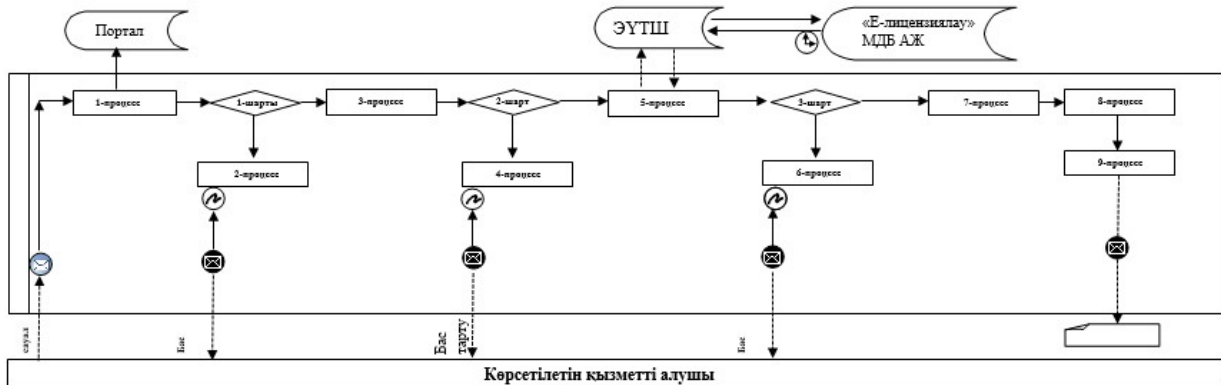 Портал
ЭҮТШ
«Е-лицензиялау»
МДБ АЖ
1-процесс
1-шарты
3-процесс
2-шарт
5-процесс
3-шарт
7-процесс
8-процесс
2-процесс
4-процесс
6-процесс
9-процесс
сауал
Бас
Бас
тарту
Бас
Көрсетілетін қызметті алушы